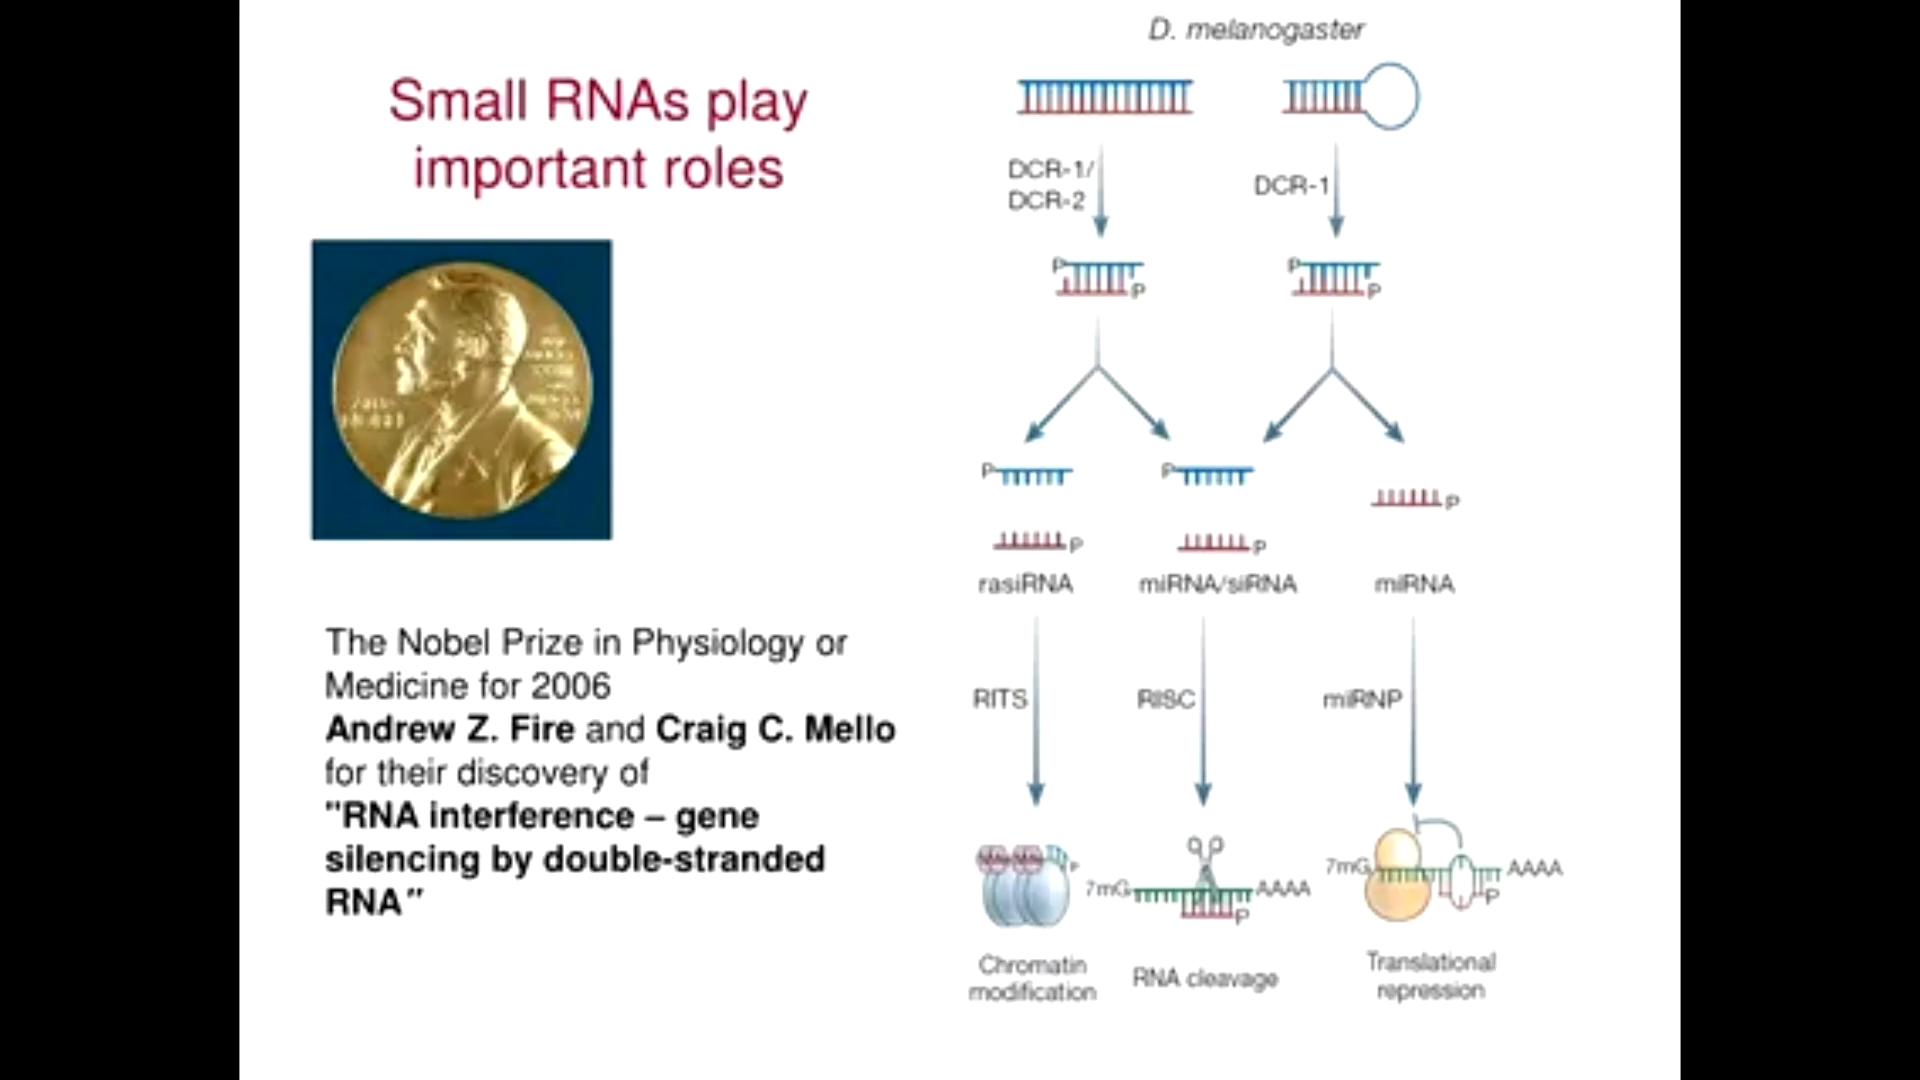 Small RNAs play
important roles
The Nobel Prize in Physiology or
Medicine for 2006
Andrew Z. Fire and Craig C. Mello
for their discovery of
"RNA interference – gene
silencing by double-stranded
RNA"
D. melanogaster
DCR-1/
DCR-2
DCR-1
P
P
P
P
P
P
P
P
P
rasiRNA
miRNA/siRNA
miRNA
RITS
RISC
miRNP
P
7mG
AAAA
P
7mG
AAAA
P
Chromatin
modification
RNA cleavage
Translational
repression